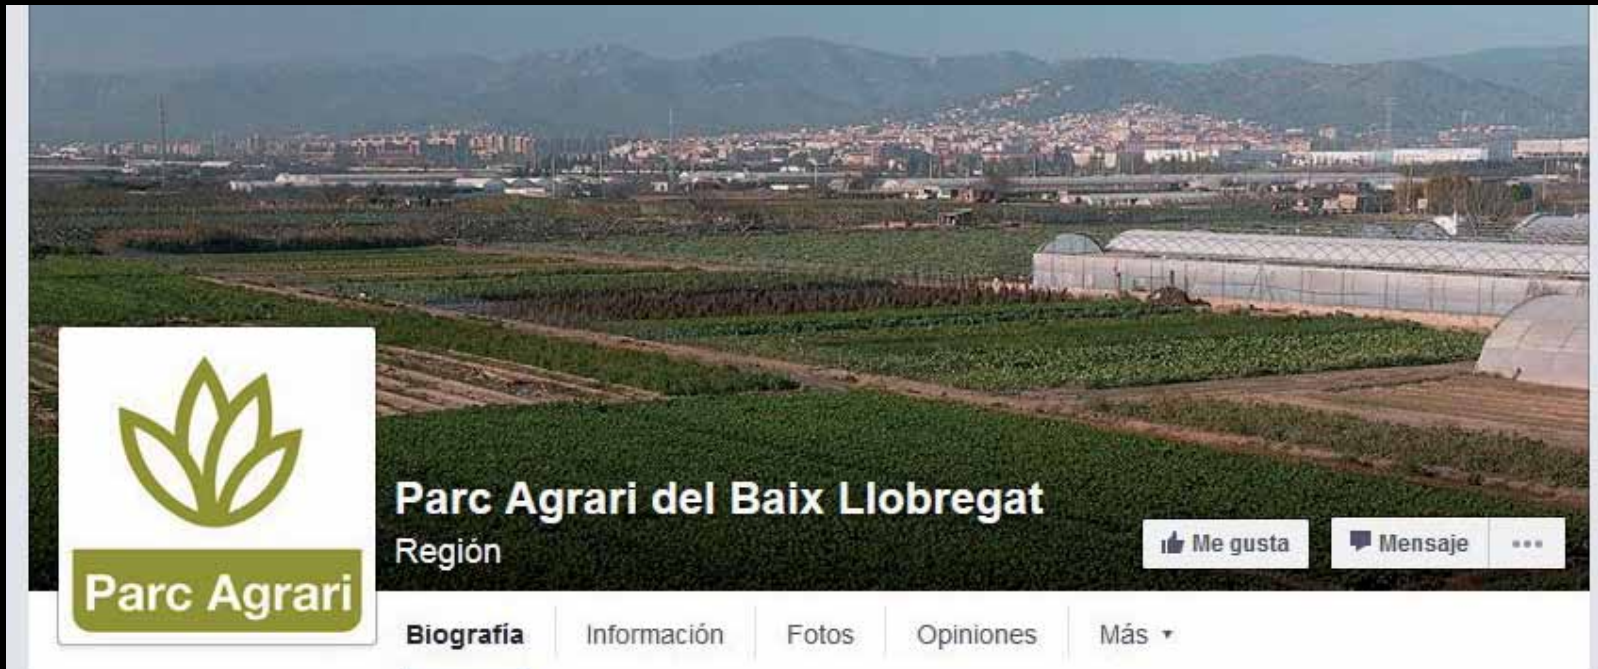 Parc Agrari del Baix Llobregat
Región
Me gusta
Mensaje
Parc Agrari
Biografía
Información
Fotos
Opiniones
Más